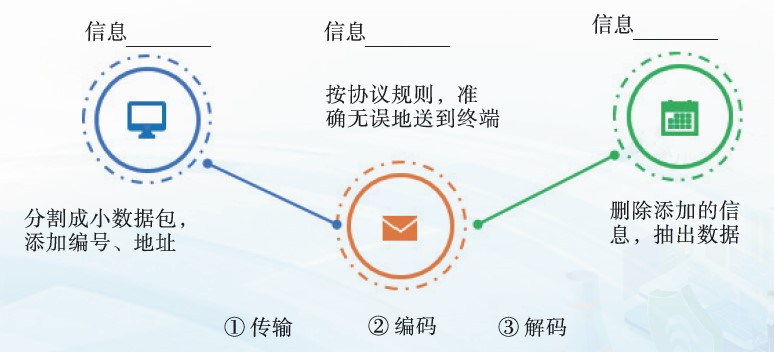 信息________
信息________
信息________
按协议规则，准
确无误地送到终端
分割成小数据包，
添加编号、地址
删除添加的信
息，抽出数据
① 传输
② 编码
③ 解码